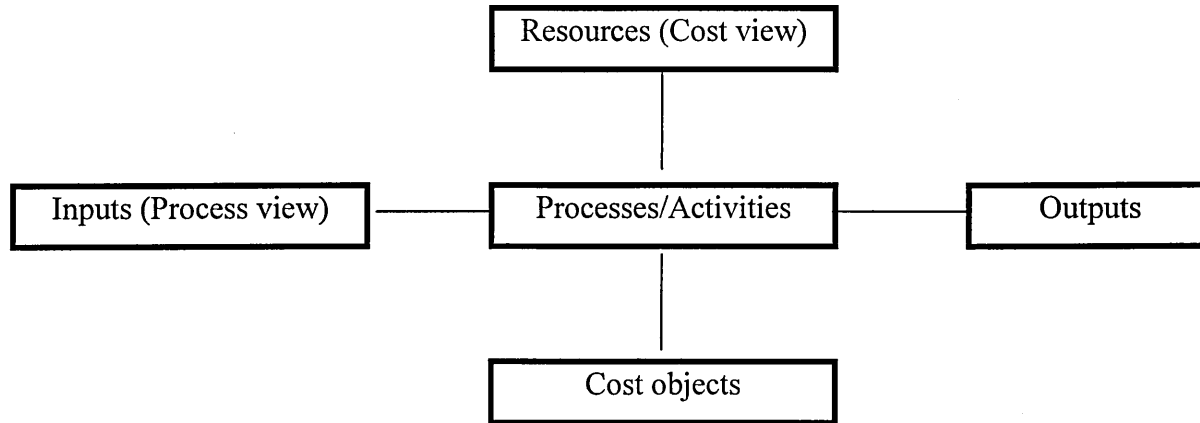 Resources (Cost view)
Inputs (Process view)
Processes/Activities
Outputs
Cost objects